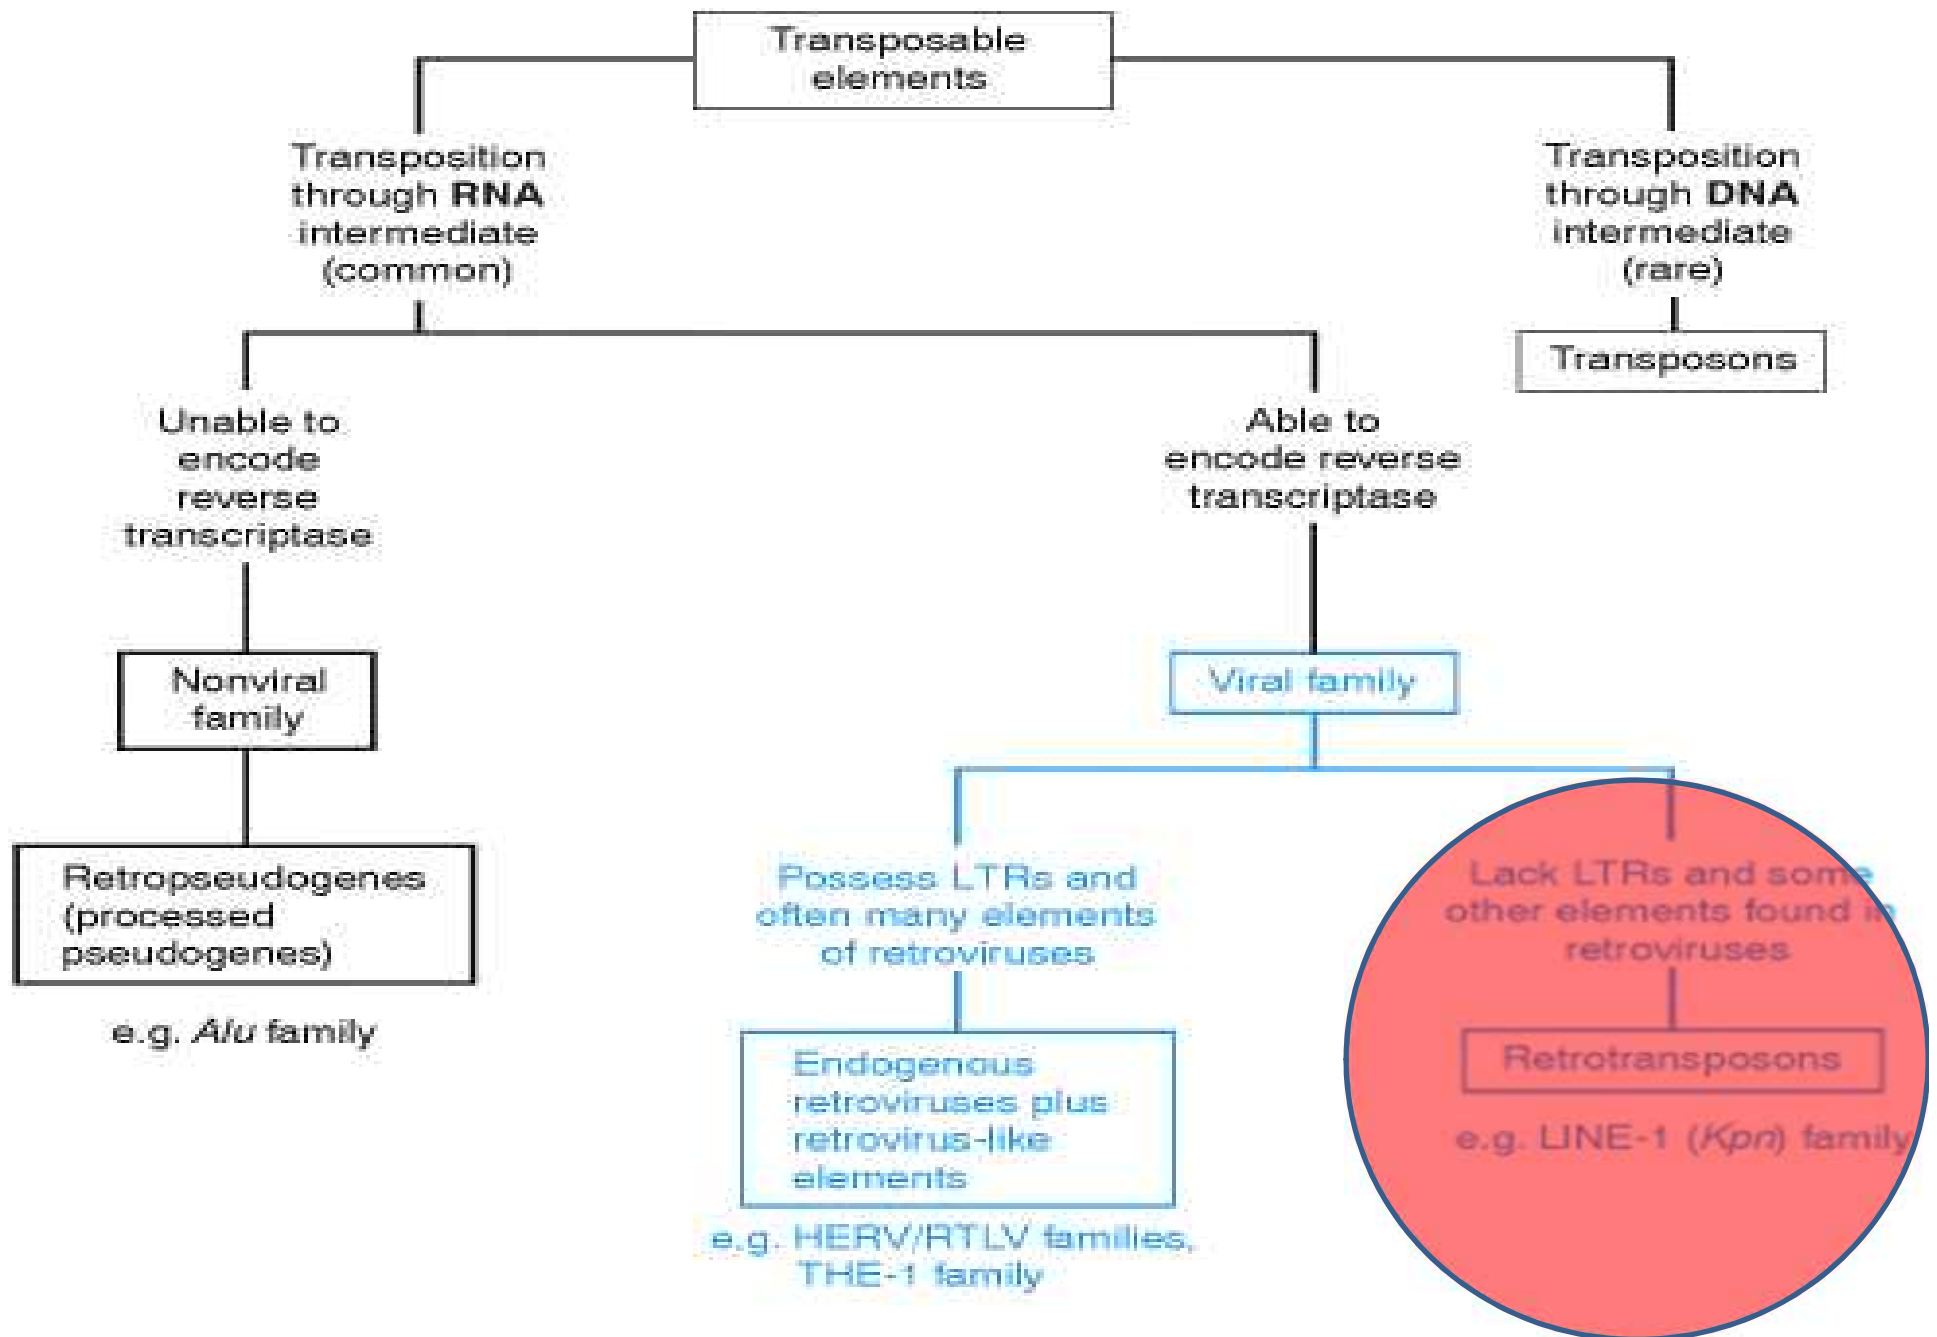 Transposable
elements
Transposition
through RNA
intermediate
(common)
Transposition
through DNA
intermediate
(rare)
Transposons
Unable to
encode
reverse
transcriptase
Able to
encode reverse
transcriptase
Nonviral
family
Viral family
Retropseudogenes
(processed
pseudogenes)
e.g. Alu family
Possess LTRs and
often many elements
of retroviruses
Endogenous
retroviruses plus
retrovirus-like
elements
e.g. HERV/RTLV families,
THE-1 family
Lack LTRs and some
other elements found in
retroviruses
Retrotransposons
e.g. LINE-1 (Kpn) family